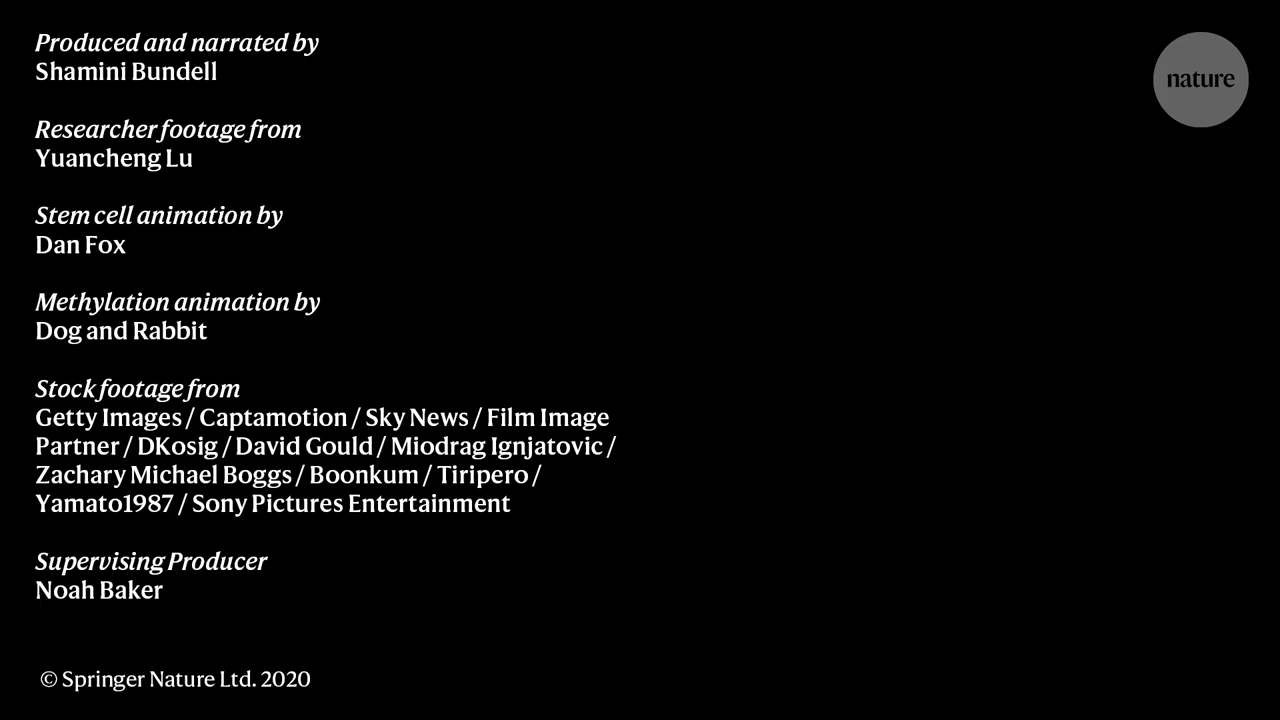 Produced and narrated by
Shamini Bundell
nature
Researcher footage from
Yuancheng Lu
Stem cell animation by
Dan Fox
Methylation animation by
Dog and Rabbit
Stock footage from
Getty Images / Captamotion / Sky News / Film Image
Partner / DKosig / David Gould / Miodrag Ignjatovic /
Zachary Michael Boggs / Boonkum / Tiripero /
Yamato1987 / Sony Pictures Entertainment
Supervising Producer
Noah Baker
© Springer Nature Ltd. 2020